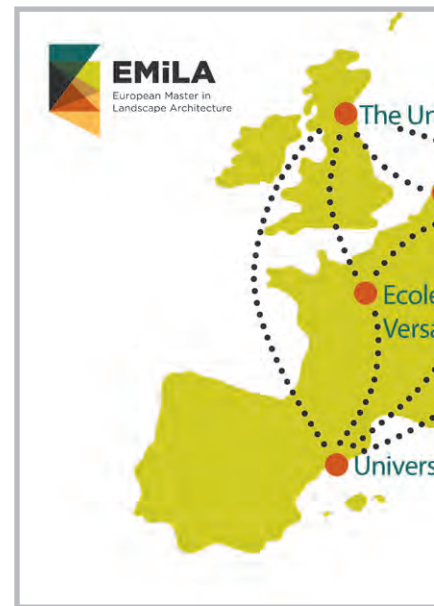 EMiLA
European Master in
Landscape Architecture
The Un
Ecole
Versa
Univers